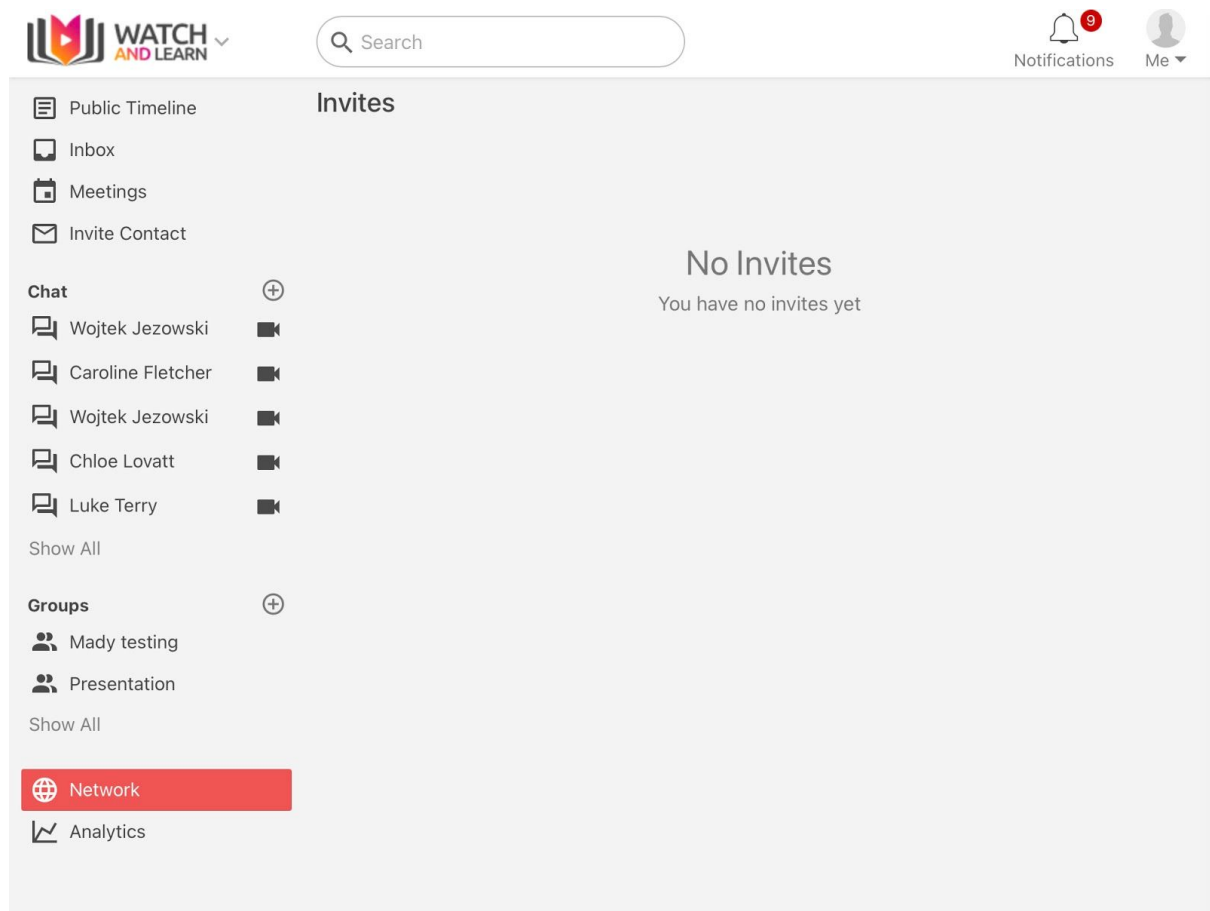 WATCH
AND LEARN
Search
9
Notifications
Me
Public Timeline
Inbox
Meetings
Invite Contact
Chat
Wojtek Jezowski
Caroline Fletcher
Wojtek Jezowski
Chloe Lovatt
Luke Terry
Show All
Groups
Mady testing
Presentation
Show All
Network
Analytics
Invites
No Invites
You have no invites yet